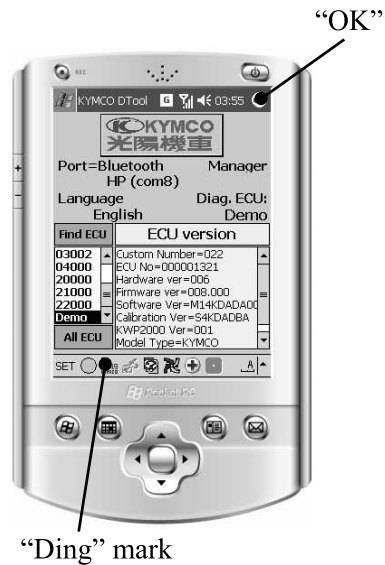 “OK”
REC
KYMCO DTool G 03:55
KYMCO
光陽機車
Port=Bluetooth Manager
HP (com8)
Language Diag. ECU:
English Demo
Find ECU ECU version
03002 Custom Number=022
04000 ECU No=000001321
20000 Hardware ver=006
21000 Firmware ver=008.000
22000 Software Ver=M14KDADA00
Demo Calibration Ver=S4KDADBA
All ECU KWP2000 Ver=001
Model Type=KYMCO
SET A
Pocket PC
“Ding” mark